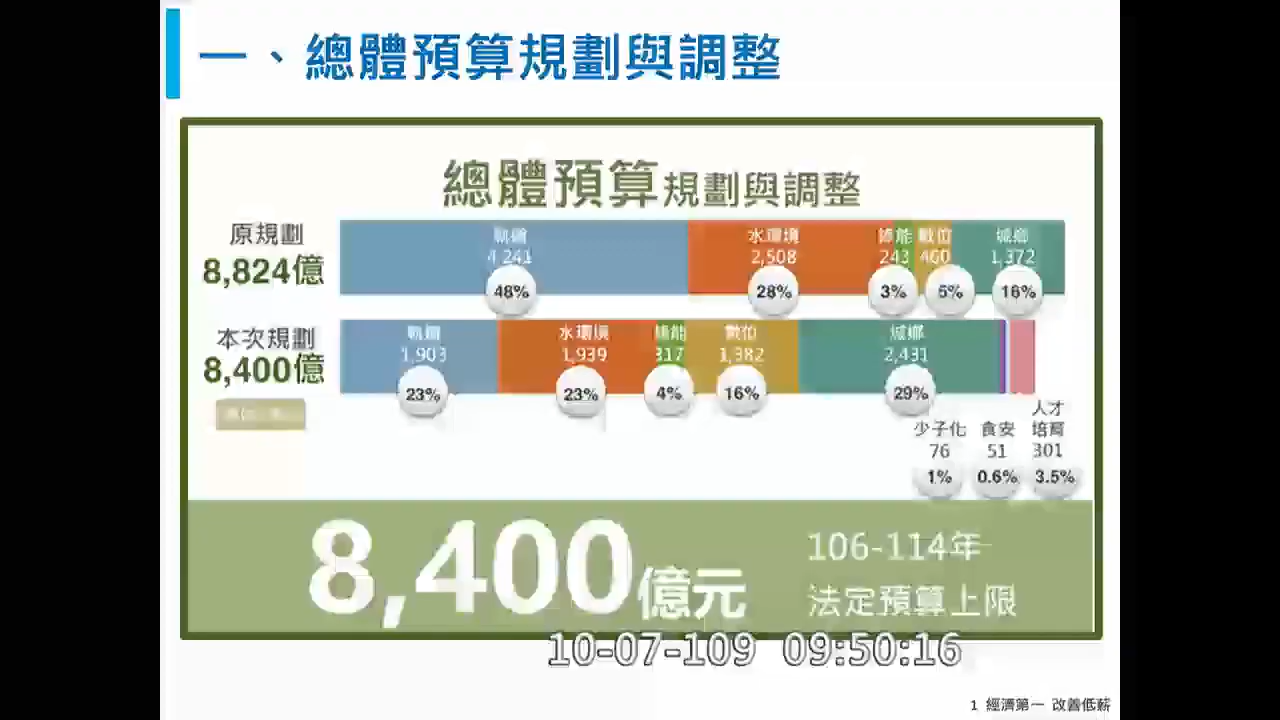 一、總體預算規劃與調整
總體預算規劃與調整
原規劃
8,824億
軌道 水環境 綠能 數位 城鄉
4,241 2,508 243 460 1,372
48% 28% 3% 5% 16%
本次規劃
8,400億
軌道 水環境 綠能 數位 城鄉
1,903 1,939 317 1,382 2,431
23% 23% 4% 16% 29%
少子化 食安 人才培育
76 51 301
1% 0.6% 3.5%
8,400億元
106-114年
法定預算上限
10-07-109 09:50:16
1 經濟第一 改善低薪